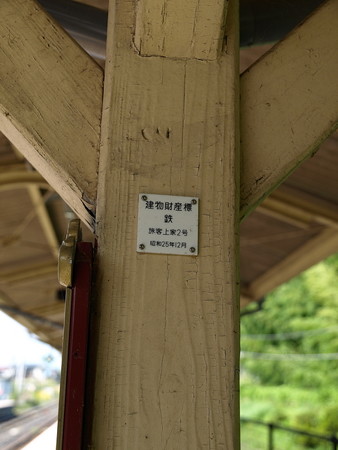 建物財産標
鉄
旅客上家2号
昭和25年12月